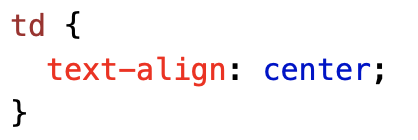 td {
  text-align: center;
}